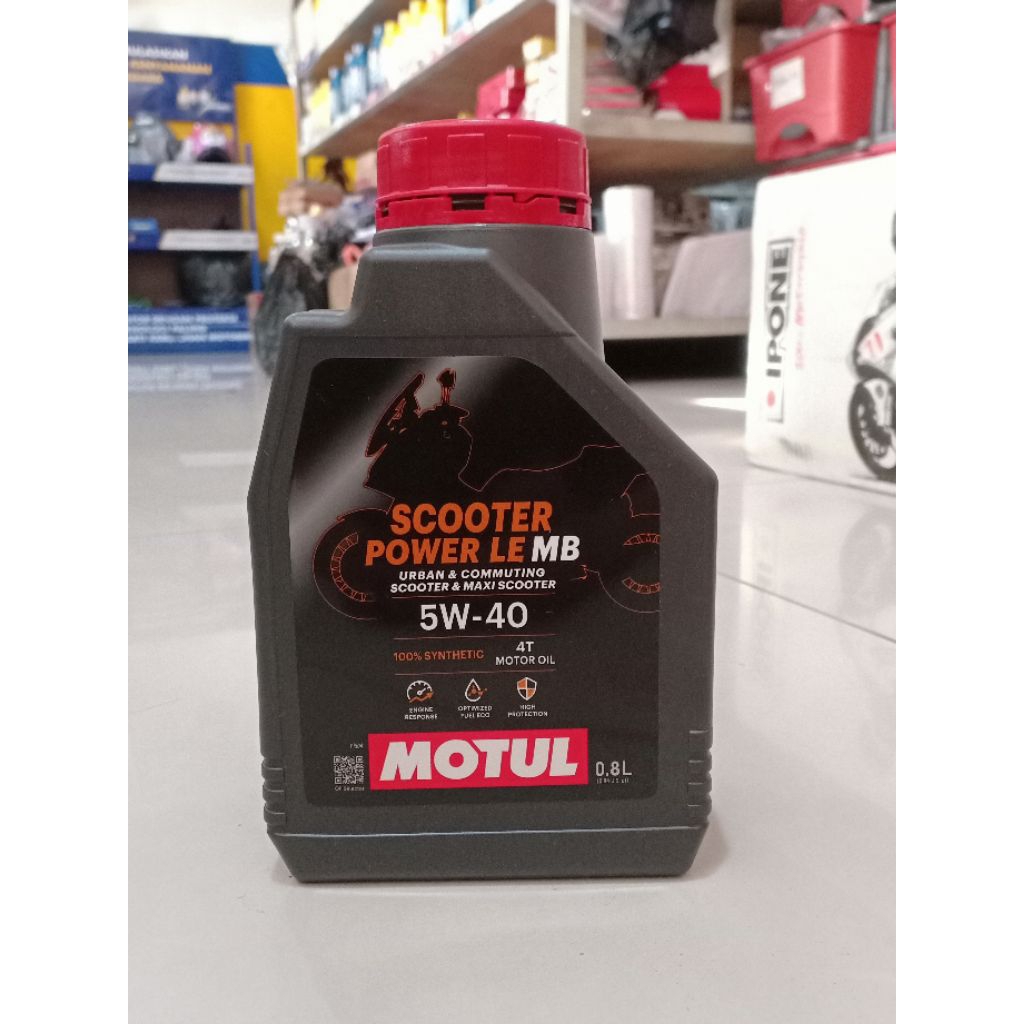 SCOOTER
POWER LE MB
URBAN & COMMUTING
SCOOTER & MAXI SCOOTER
5W-40
100% SYNTHETIC
4T
MOTOR OIL
ENGINE
RESPONSE
OPTIMIZED
FUEL ECO
HIGH
PROTECTION
MOTUL
0.8L
IPONE